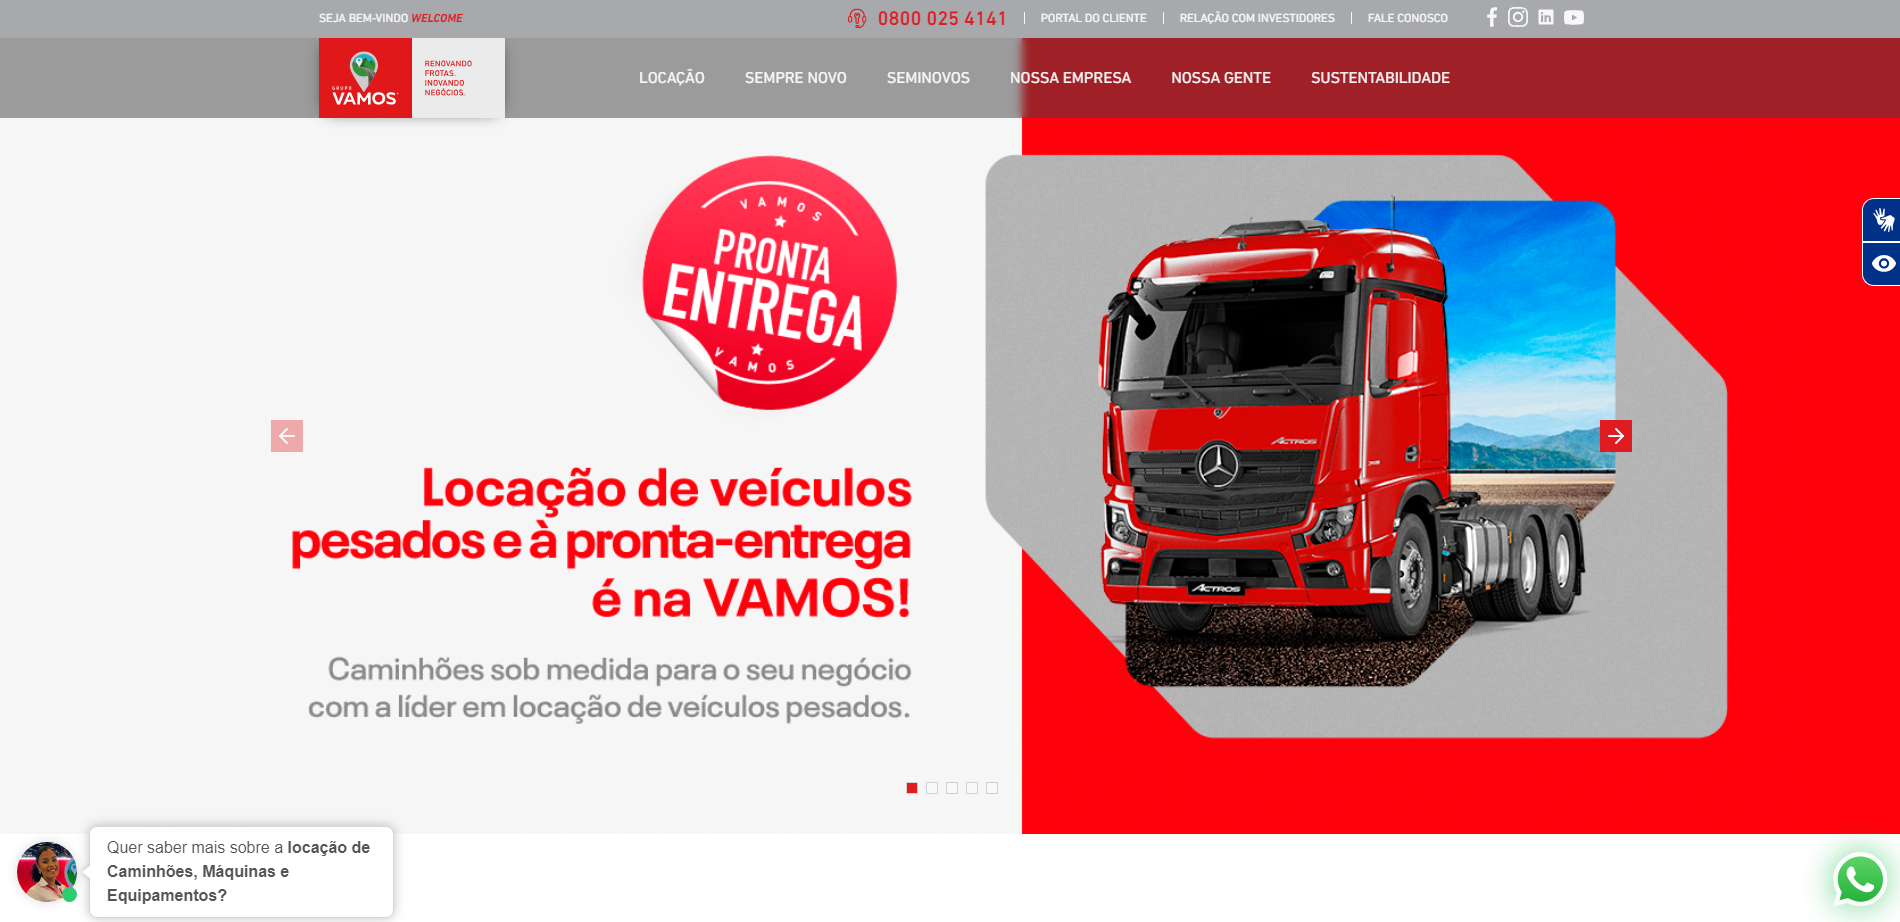 SEJA BEM-VINDO WELCOME
0800 025 4141
PORTAL DO CLIENTE
RELAÇÃO COM INVESTIDORES
FALE CONOSCO
GRUPO
VAMOS
RENOVANDO
FROTAS.
INOVANDO
NEGÓCIOS.
LOCAÇÃO
SEMPRE NOVO
SEMINOVOS
NOSSA EMPRESA
NOSSA GENTE
SUSTENTABILIDADE
VAMOS
PRONTA
ENTREGA
VAMOS
ACTROS
ACTROS
Locação de veículos
pesados e à pronta-entrega
é na VAMOS!
Caminhões sob medida para o seu negócio
com a líder em locação de veículos pesados.
Quer saber mais sobre a locação de
Caminhões, Máquinas e
Equipamentos?